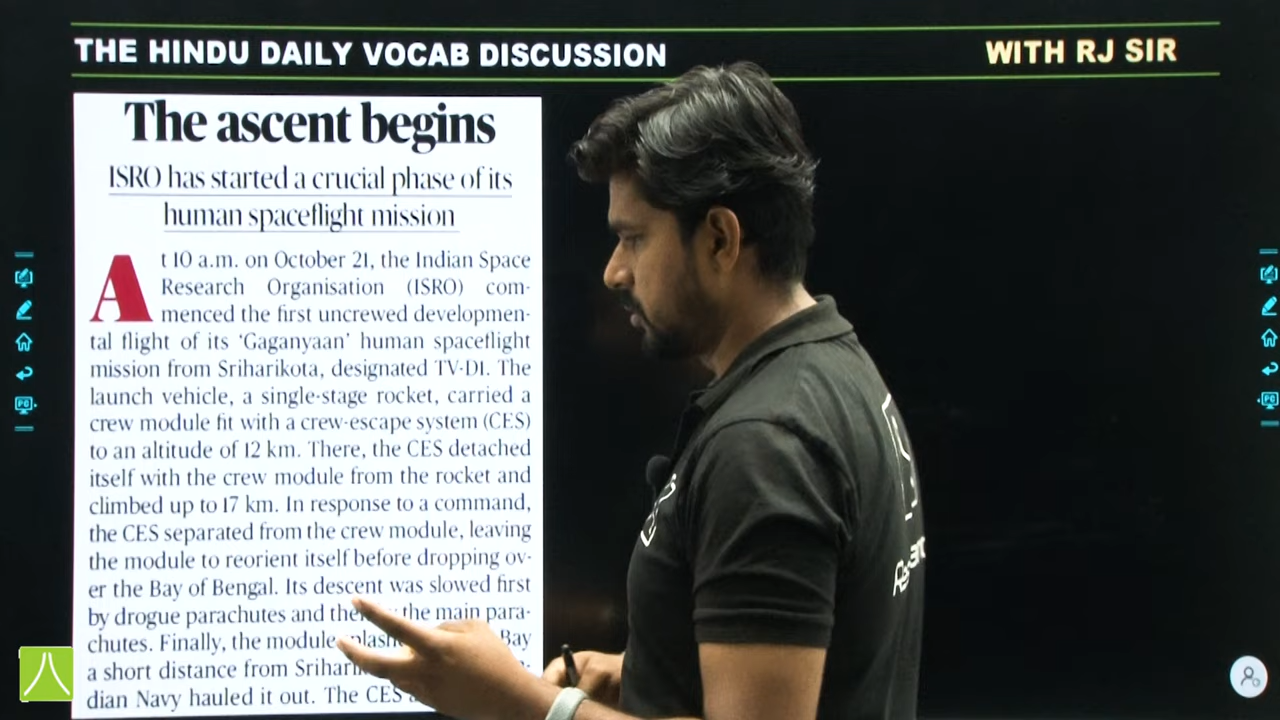 THE HINDU DAILY VOCAB DISCUSSION
WITH RJ SIR
The ascent begins
ISRO has started a crucial phase of its
human spaceflight mission
At 10 a.m. on October 21, the Indian Space
Research Organisation (ISRO) com-
menced the first uncrewed developmen-
tal flight of its ‘Gaganyaan’ human spaceflight
mission from Sriharikota, designated TV-D1. The
launch vehicle, a single-stage rocket, carried a
crew module fit with a crew-escape system (CES)
to an altitude of 12 km. There, the CES detached
itself with the crew module from the rocket and
climbed up to 17 km. In response to a command,
the CES separated from the crew module, leaving
the module to reorient itself before dropping ov-
er the Bay of Bengal. Its descent was slowed first
by drogue parachutes and the main para-
chutes. Finally, the module Bay
a short distance from
dian Navy hauled it out. The CES
PC
PC